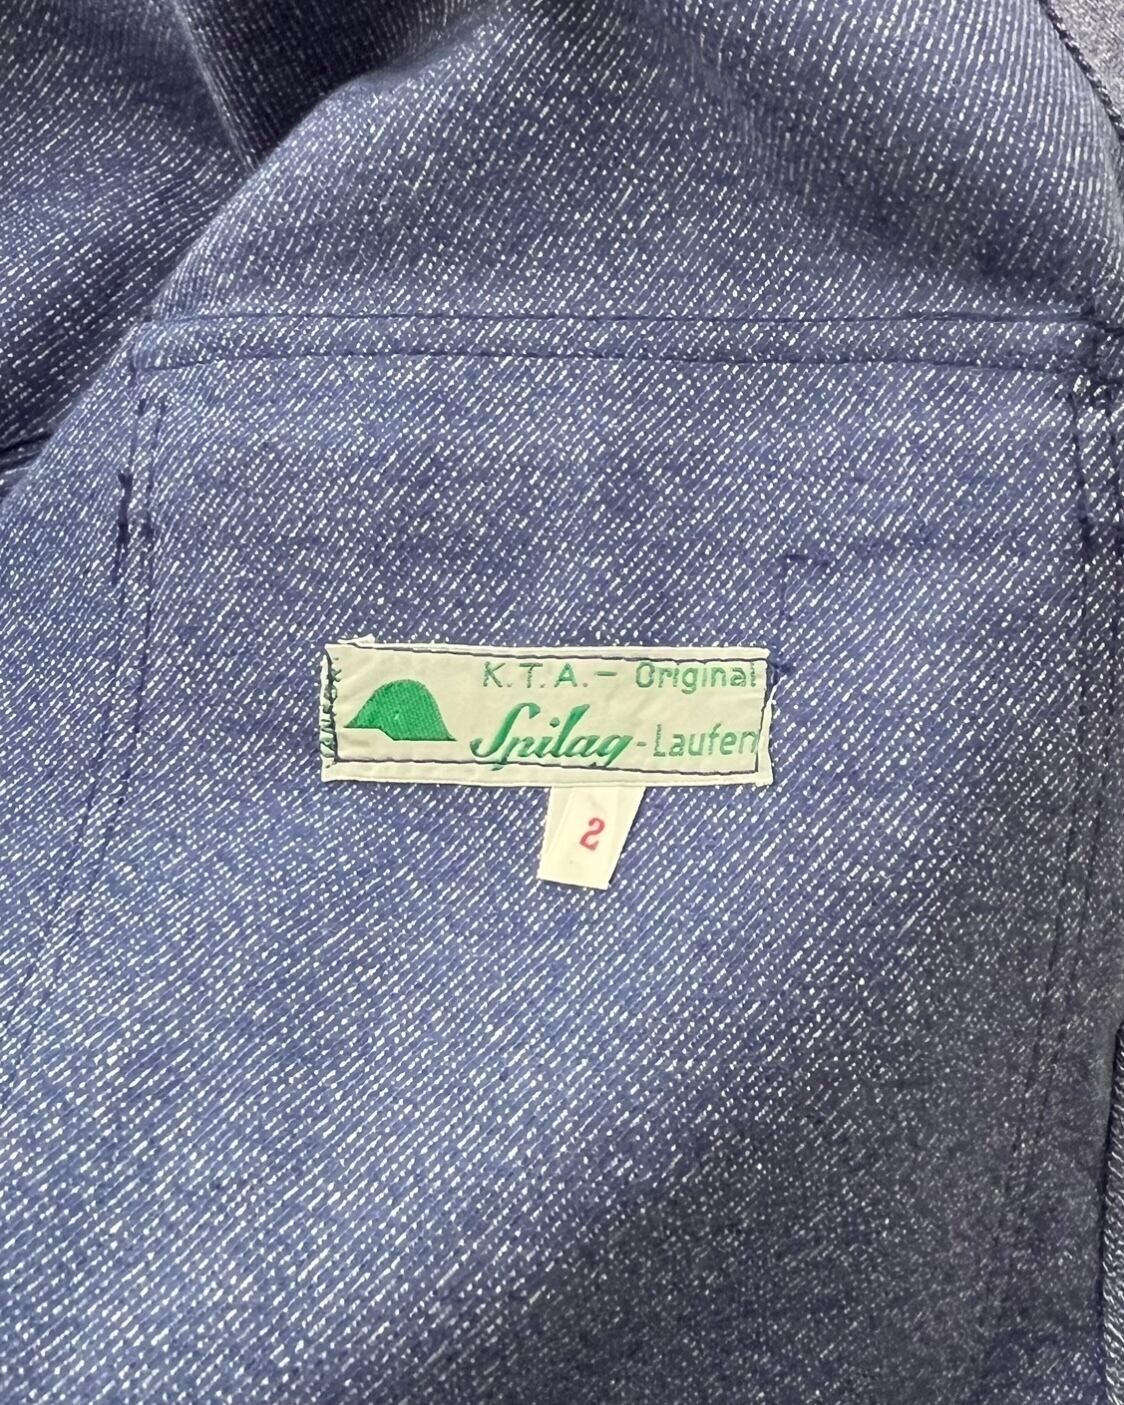 K.T.A.- Original
Spilag-Laufen
2